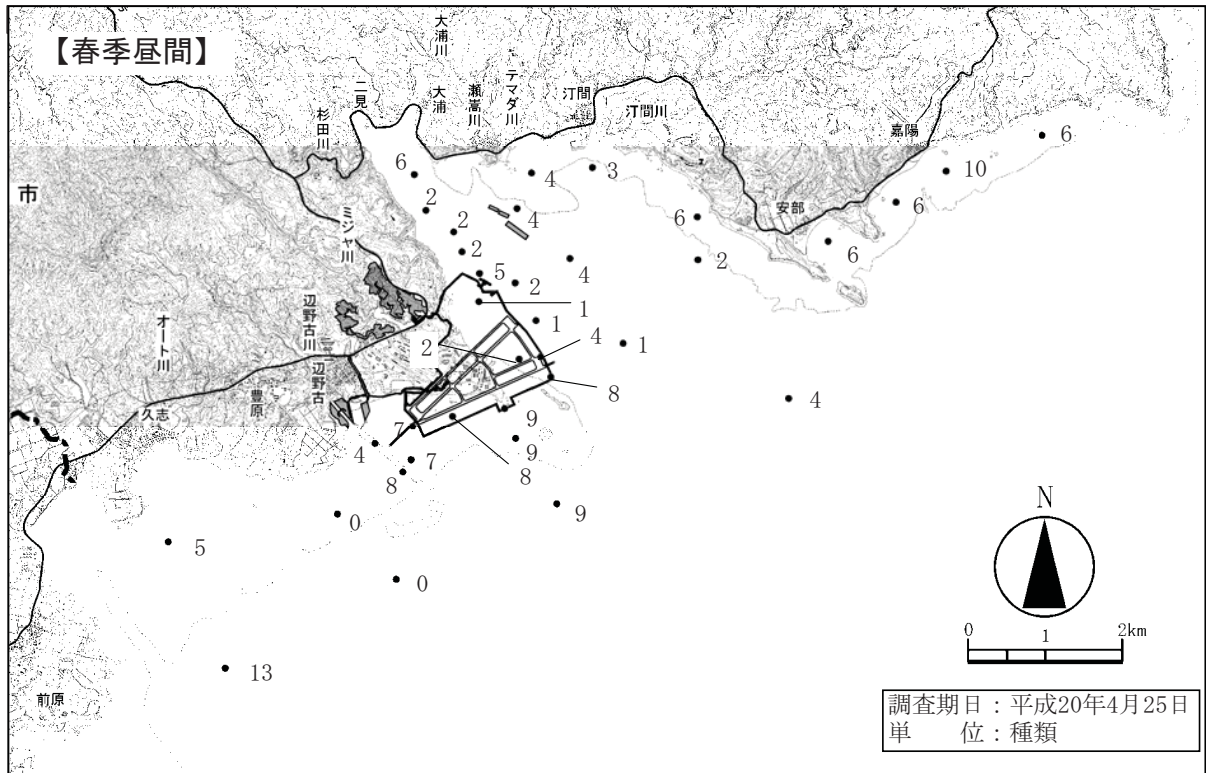 【春季昼間】
大浦川
テマダ川
汀間
瀬嵩川
大浦
二見
杉田川
汀間川
嘉陽
安部
市
ミジャ川
辺野古川
辺野古
オート川
豊原
久志
前原
6
10
6
6
6
2
3
4
4
4
6
2
2
2
5
2
1
1
1
4
2
8
4
9
9
8
9
7
4
7
8
0
5
0
13
N
0 1 2km
調査期日：平成20年4月25日
単　　位：種類